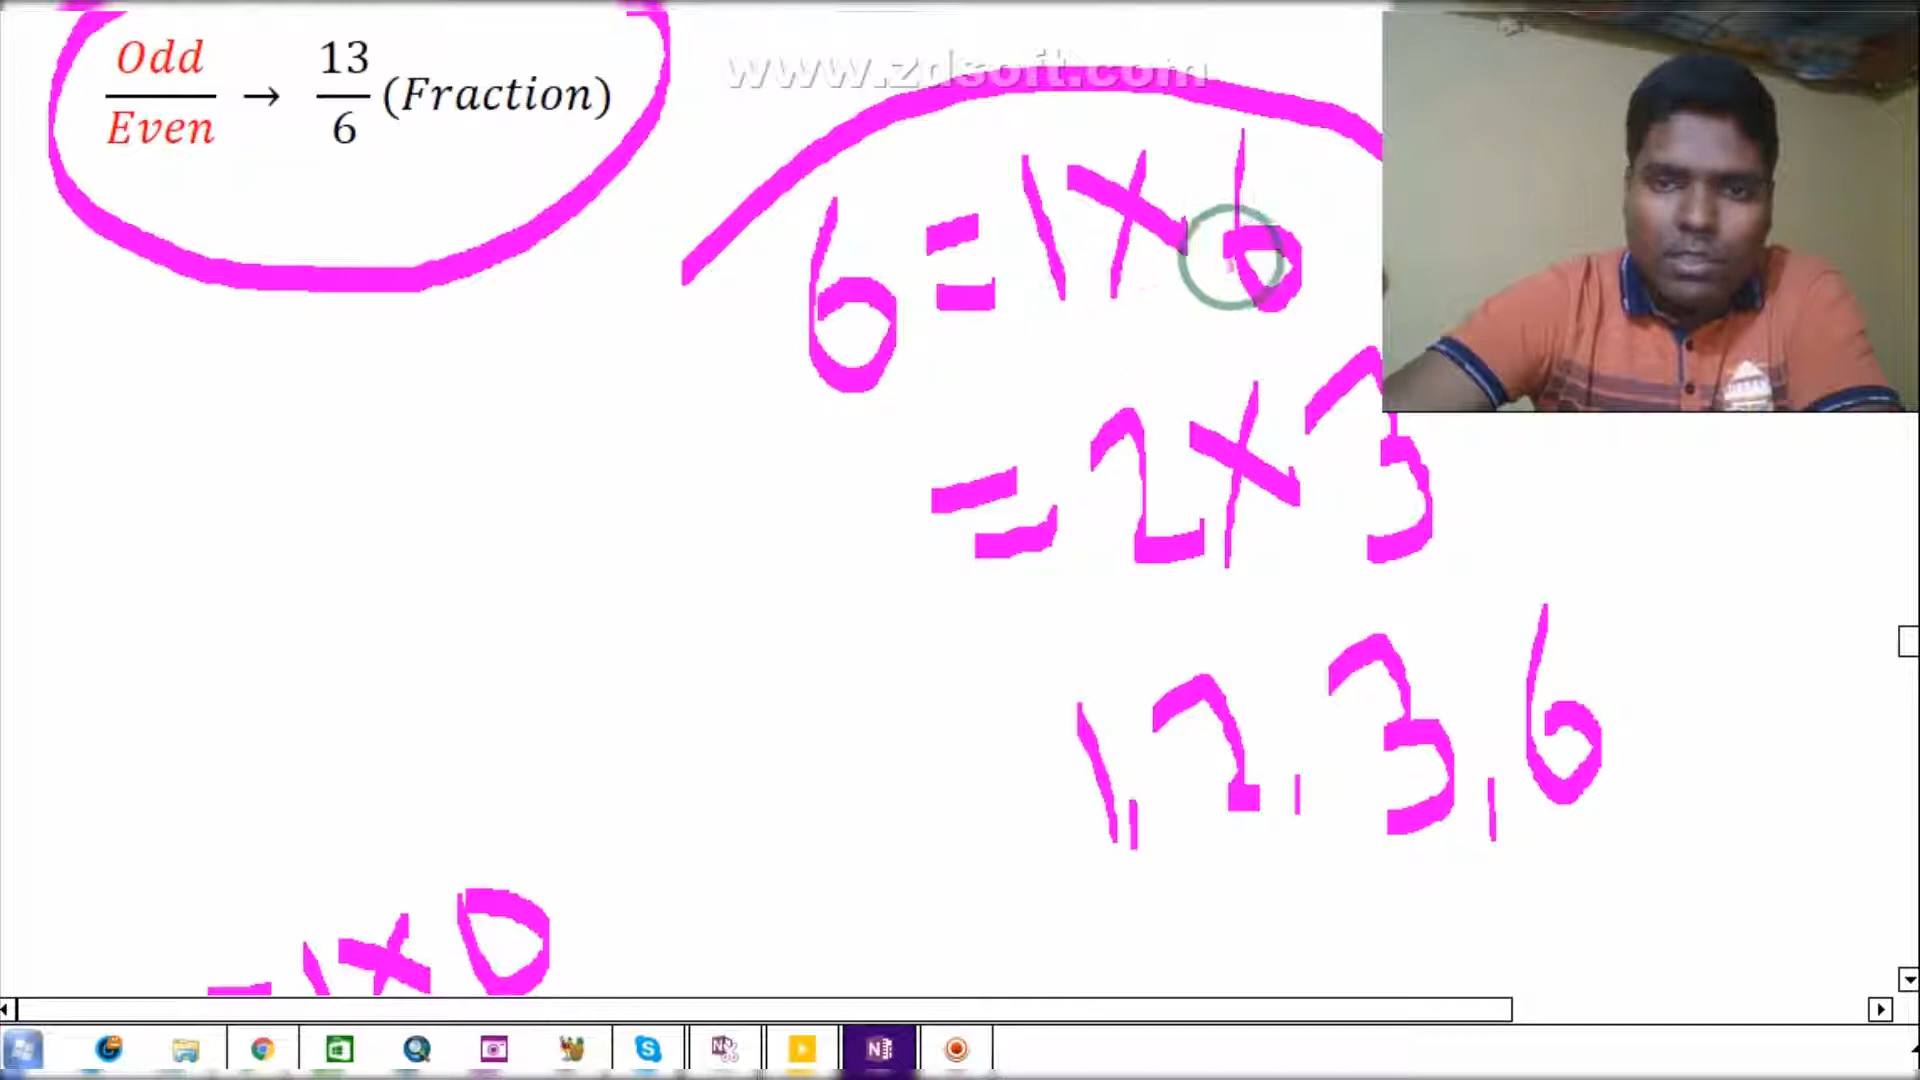 www.zdsoft.com
Odd/Even → 13/6 (Fraction)
6 = 1 × 6
= 2 × 3
1, 2, 3, 6
= 1 × 0